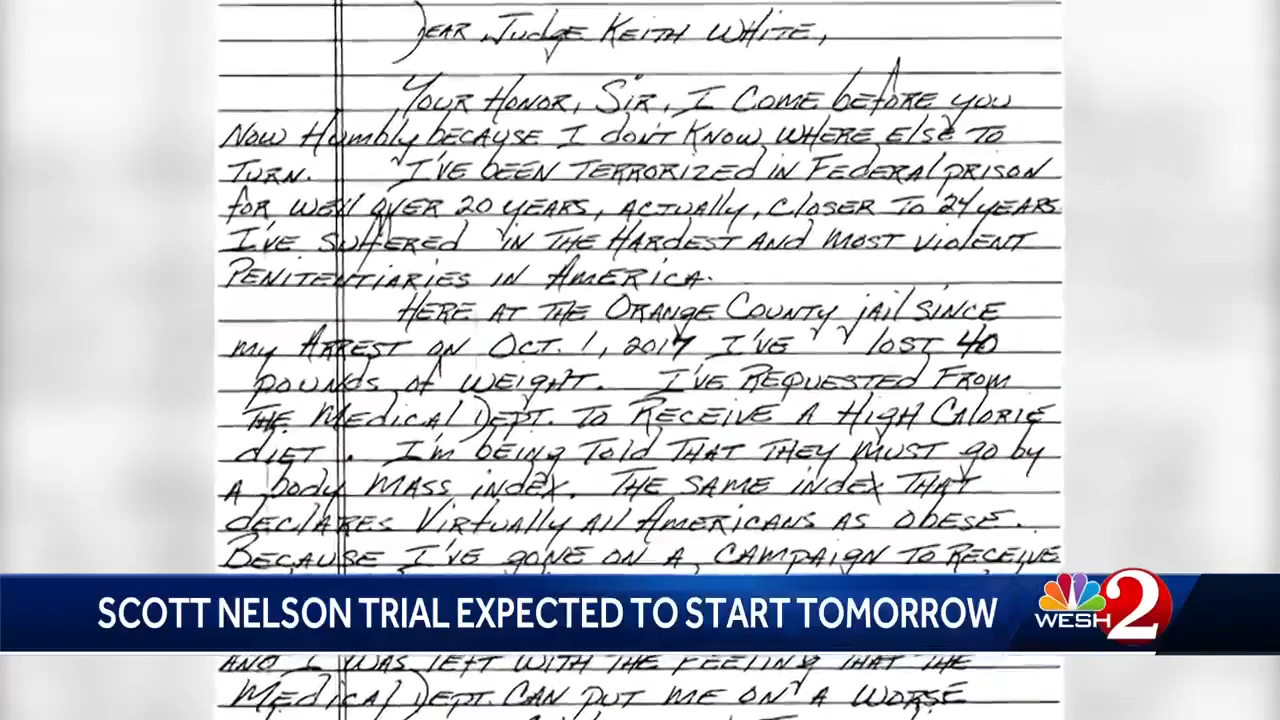 DEAR JUDGE KEITH WHITE,
YOUR HONOR, SIR, I COME before you
NOW HUMbly because I don't KNOW WHERE ELSE TO
TURN. I'VE bEEN TERRORIZED IN FEDERAL prison
for WEll OVER 20 YEARS, ACTUALLY, CLOSER TO 24 YEARS
I'VE SUffERED IN THE HARDEST AND MOST VIOLENT
PENITENTIARIES IN AMERICA.
HERE AT THE ORANGE COUNTY jail SINCE
my ARREST ON OCT. 1, 2017 I'VE lOST 40
POUNDS of WEIGHT. I'VE REQUESTED FROM
THE MEdICAl DEPT. TO RECEIVE A HIGH CALORIE
dIET. I'm bEING Told THAT THEY MUST go by
A body MASS INdEX. THE SAME INdEX THAT
dEClARES VIRTUAlly All AMERICANS AS ObESE.
BECAUSE I'VE gONE ON A CAMPAIGN TO RECEIVE
SCOTT NELSON TRIAL EXPECTED TO START TOMORROW
WESH 2
AND I WAS lEFT WITH THE FEELING THAT THE
MEdICAl DEPT. CAN PUT ME ON A WORSE